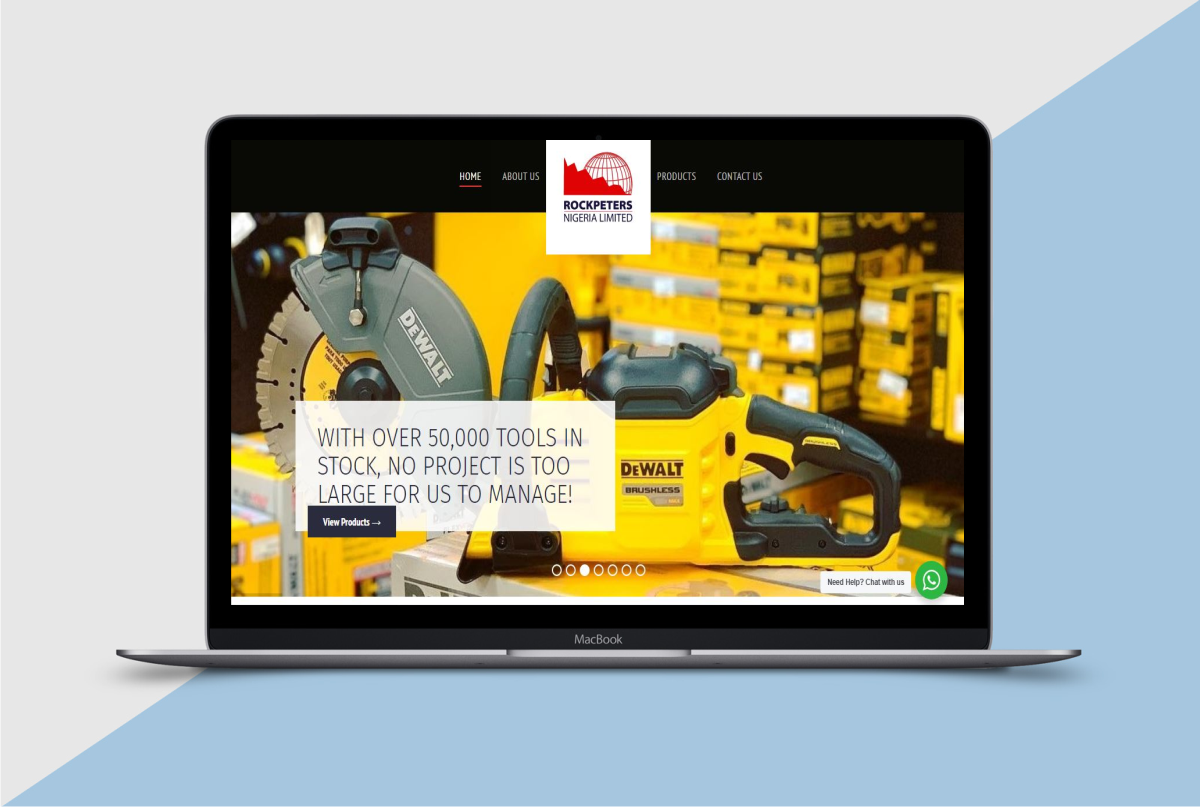 HOME
ABOUT US
PRODUCTS
CONTACT US
ROCKPETERS
NIGERIA LIMITED
DEWALT
WITH OVER 50,000 TOOLS IN
STOCK, NO PROJECT IS TOO
LARGE FOR US TO MANAGE!
View Products →
DEWALT
BRUSHLESS
BRUSHLESS
Need Help? Chat with us
MacBook